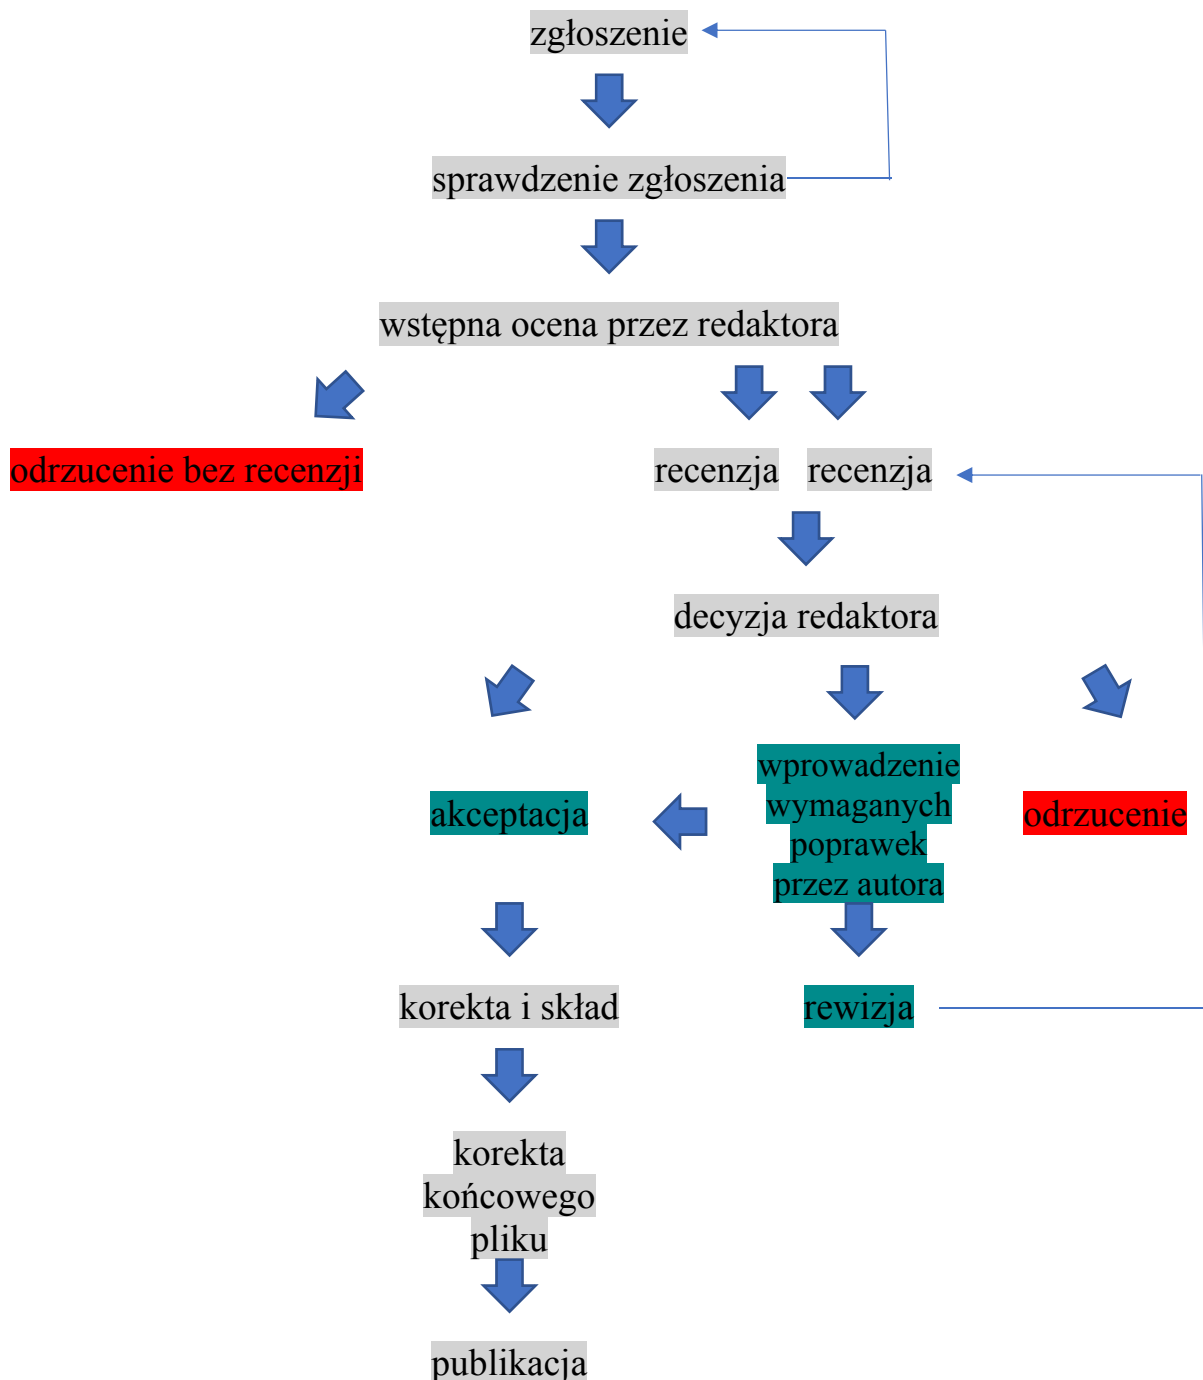 zgłoszenie
sprawdzenie zgłoszenia
wstępna ocena przez redaktora
odrzucenie bez recenzji
recenzja recenzja
decyzja redaktora
akceptacja
wprowadzenie
wymaganych
poprawek
przez autora
odrzucenie
korekta i skład
rewizja
korekta
końcowego
pliku
publikacja